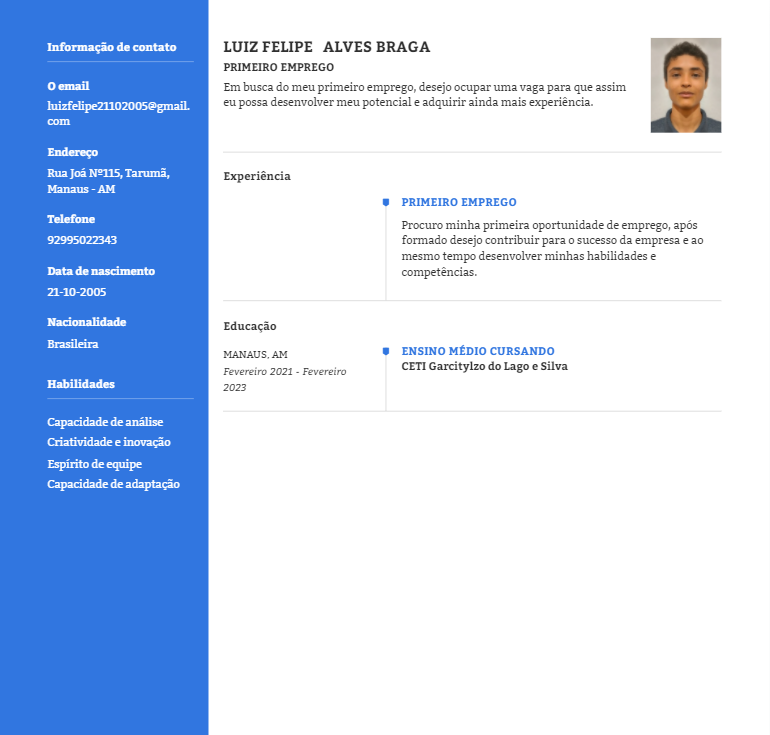 Informação de contato
O email
luizfelipe21102005@gmail.
com
Endereço
Rua Joá Nº115, Tarumã,
Manaus - AM
Telefone
92995022343
Data de nascimento
21-10-2005
Nacionalidade
Brasileira
Habilidades
Capacidade de análise
Criatividade e inovação
Espírito de equipe
Capacidade de adaptação
LUIZ FELIPE ALVES BRAGA
PRIMEIRO EMPREGO
Em busca do meu primeiro emprego, desejo ocupar uma vaga para que assim
eu possa desenvolver meu potencial e adquirir ainda mais experiência.
Experiência
PRIMEIRO EMPREGO
Procuro minha primeira oportunidade de emprego, após
formado desejo contribuir para o sucesso da empresa e ao
mesmo tempo desenvolver minhas habilidades e
competências.
Educação
MANAUS, AM
Fevereiro 2021 - Fevereiro
2023
ENSINO MÉDIO CURSANDO
CETI Garcitylzo do Lago e Silva